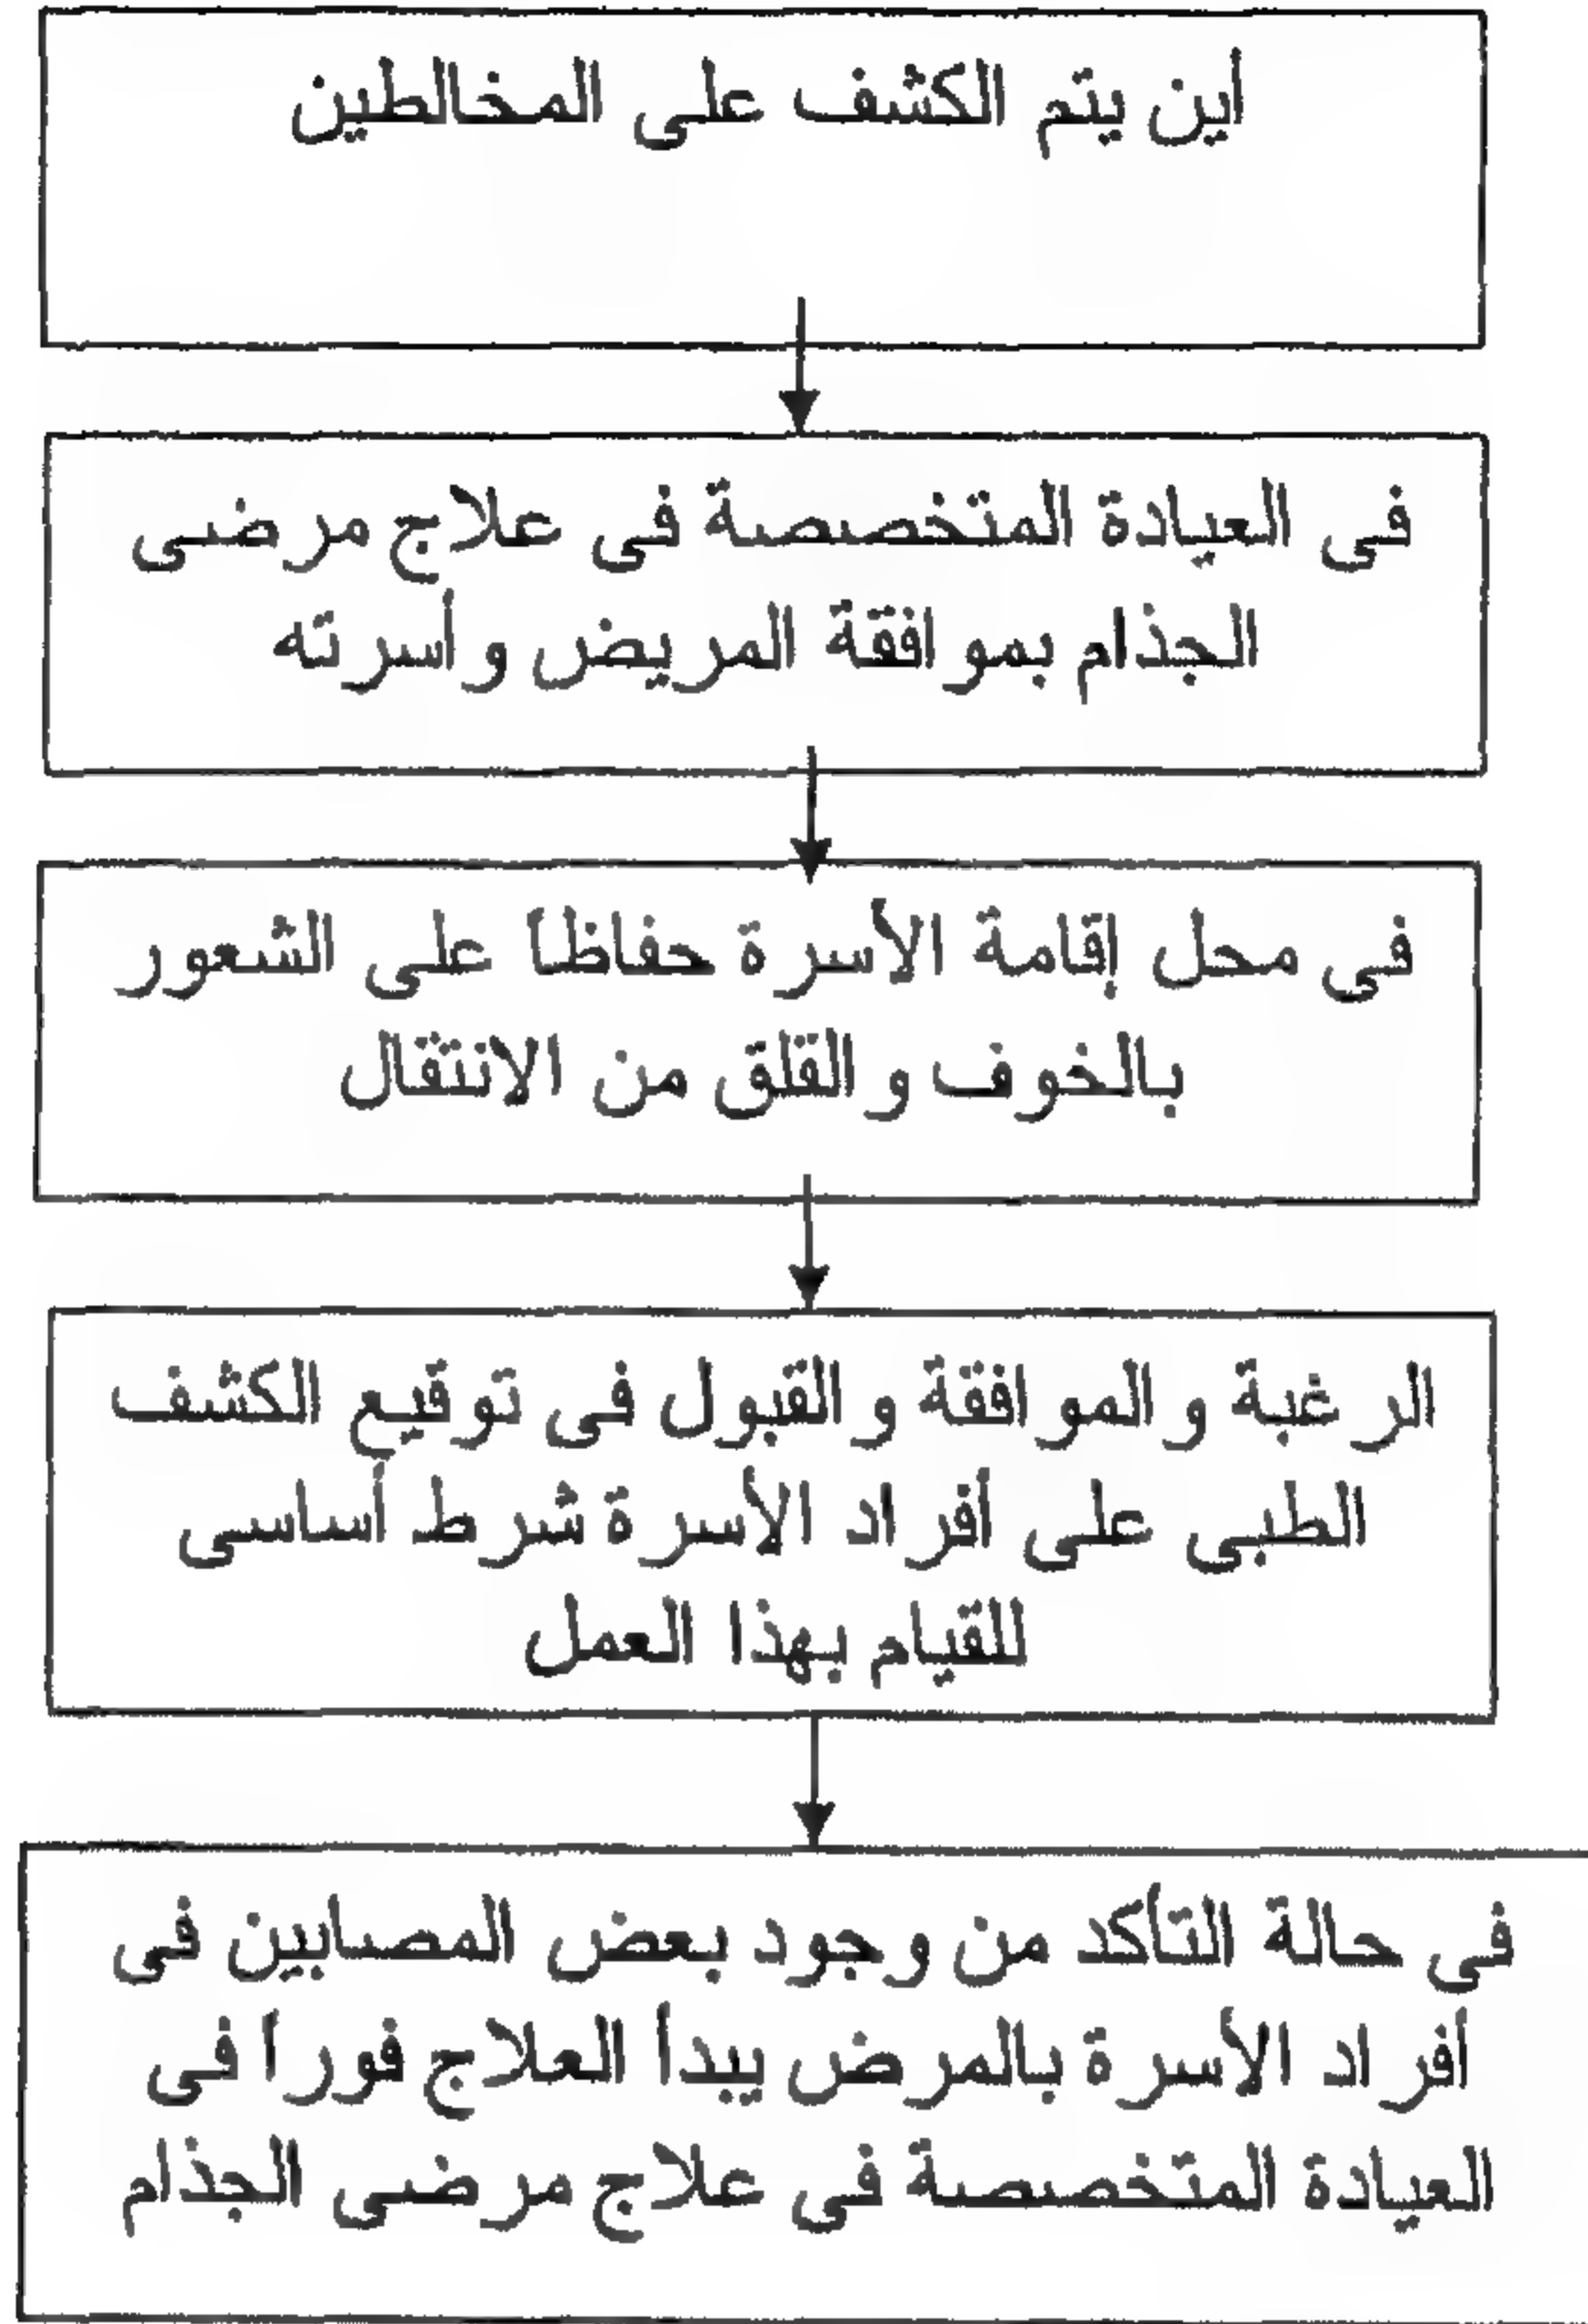 أين يتم الكشف على المخالطين
فى العيادة المتخصصة فى علاج مرضى
الجذام بموافقة المريض وأسرته
فى محل إقامة الأسرة حفاظا على الشعور
بالخوف والقلق من الانتقال
الرغبة والموافقة والقبول فى توقيع الكشف
الطبى على أفراد الأسرة شرط أساسى
للقيام بهذا العمل
فى حالة التأكد من وجود بعض المصابين فى
أفراد الأسرة بالمرض يبدأ العلاج فوراً فى
العيادة المتخصصة فى علاج مرضى الجذام